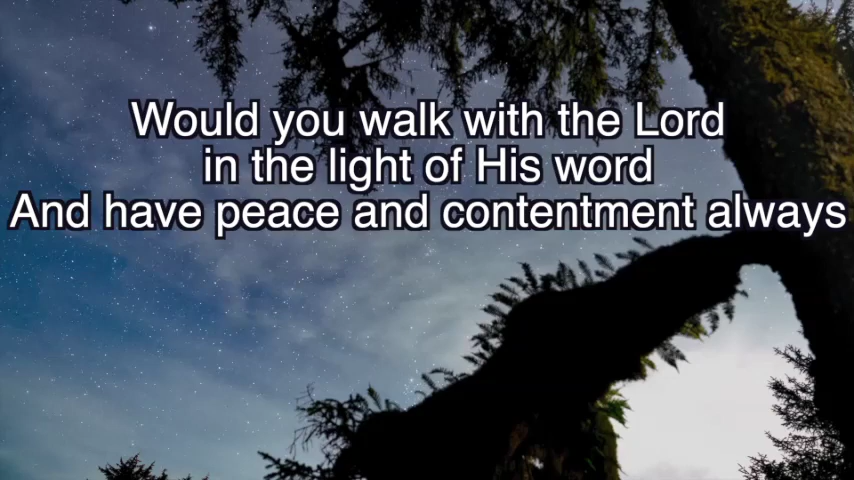 Would you walk with the Lord
in the light of His word
And have peace and contentment always